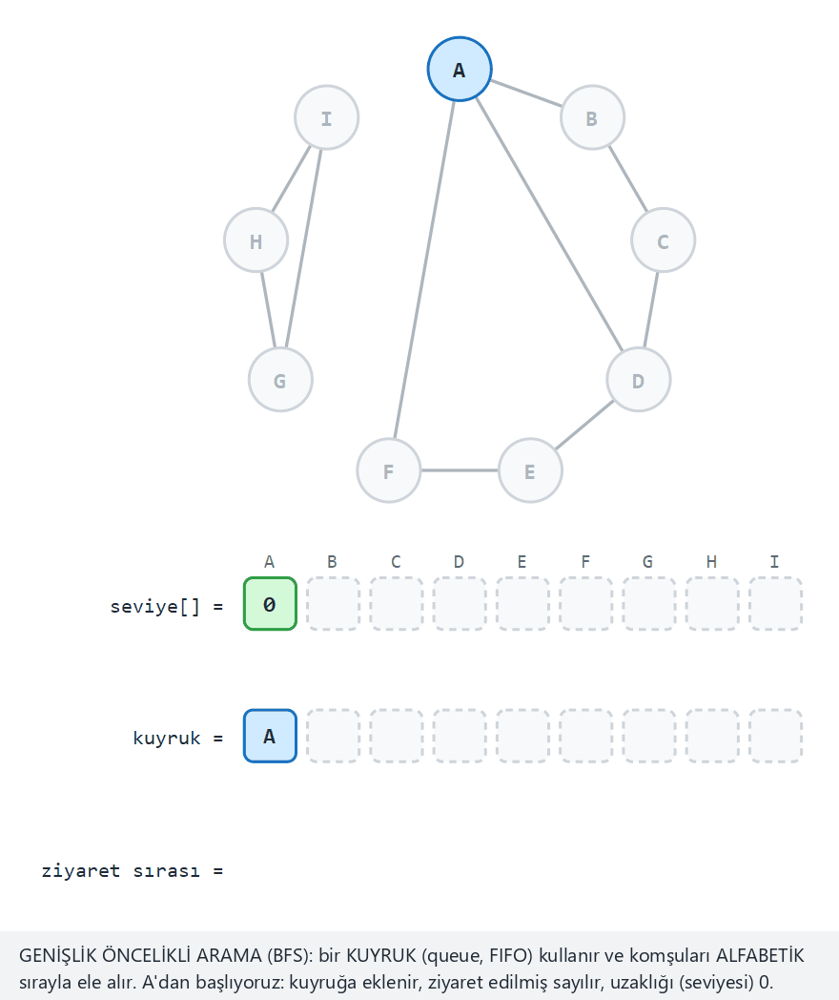 A
I
B
H
C
G
D
F
E
A B C D E F G H I
seviye[] = 0
kuyruk = A
ziyaret sırası =
GENİŞLİK ÖNCELİKLİ ARAMA (BFS): bir KUYRUK (queue, FIFO) kullanır ve komşuları ALFABETİK
sırayla ele alır. A'dan başlıyoruz: kuyruğa eklenir, ziyaret edilmiş sayılır, uzaklığı (seviyesi) 0.